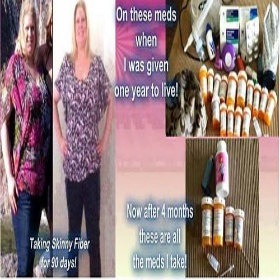 On these meds
when
I was given
one year to live!
Taking Skinny Fiber
for 90 days!
Now after 4 months
these are all
the meds I take!